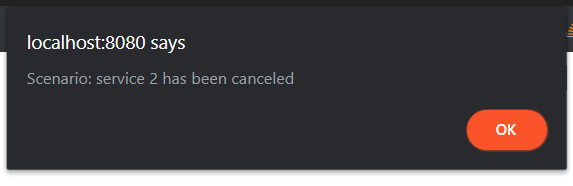 localhost:8080 says
Scenario: service 2 has been canceled
OK